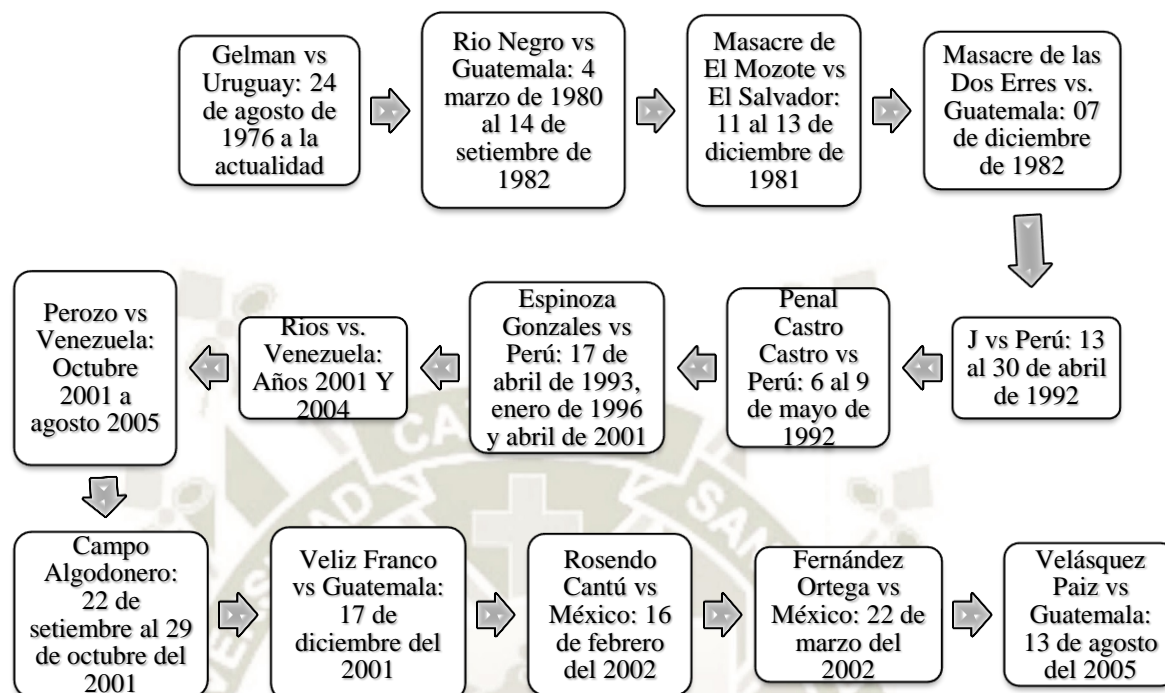 Gelman vs
Uruguay: 24
de agosto de
1976 a la
actualidad
Rio Negro vs
Guatemala: 4
marzo de 1980
al 14 de
setiembre de
1982
Masacre de
El Mozote vs
El Salvador:
11 al 13 de
diciembre de
1981
Masacre de las
Dos Erres vs.
Guatemala: 07
de diciembre
de 1982
J vs Perú: 13
al 30 de abril
de 1992
Penal
Castro
Castro vs
Perú: 6 al 9
de mayo de
1992
Espinoza
Gonzales vs
Perú: 17 de
abril de 1993,
enero de 1996
y abril de 2001
Rios vs.
Venezuela:
Años 2001 Y
2004
Perozo vs
Venezuela:
Octubre
2001 a
agosto 2005
Campo
Algodonero:
22 de
setiembre al 29
de octubre del
2001
Veliz Franco
vs Guatemala:
17 de
diciembre del
2001
Rosendo
Cantú vs
México: 16
de febrero
del 2002
Fernández
Ortega vs
México: 22 de
marzo del
2002
Velásquez
Paiz vs
Guatemala:
13 de agosto
del 2005